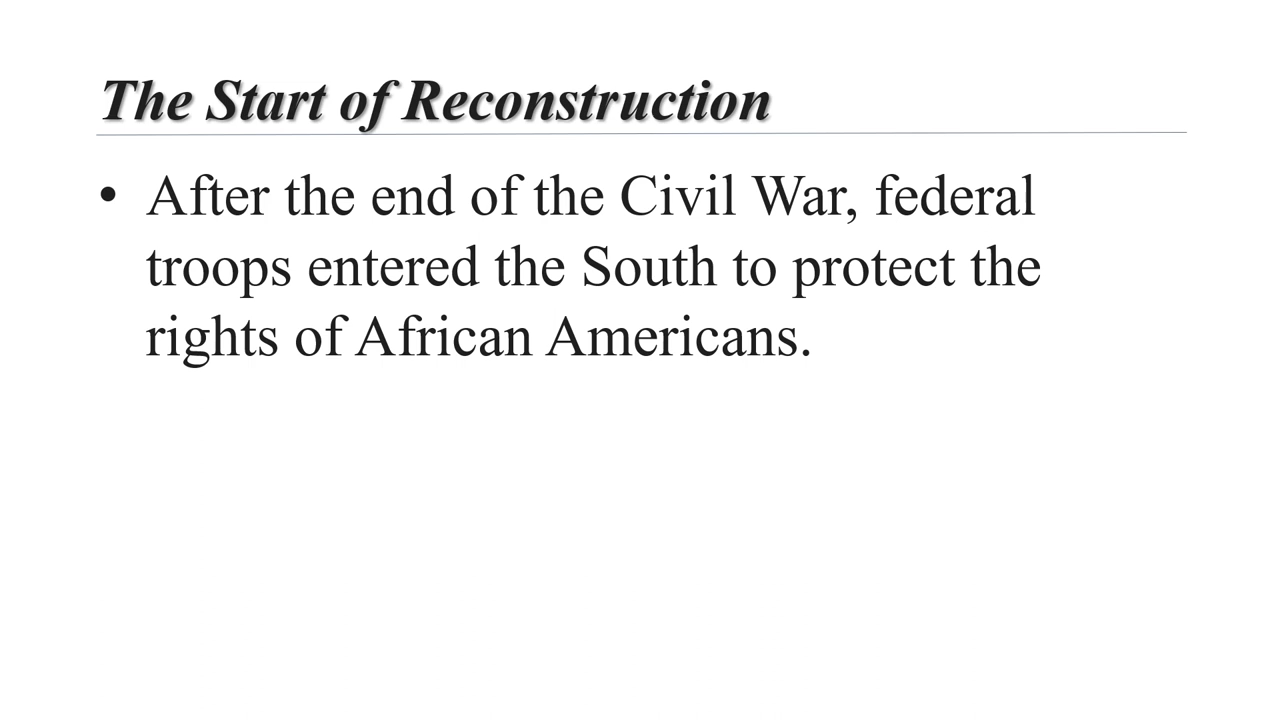 The Start of Reconstruction
• After the end of the Civil War, federal
troops entered the South to protect the
rights of African Americans.